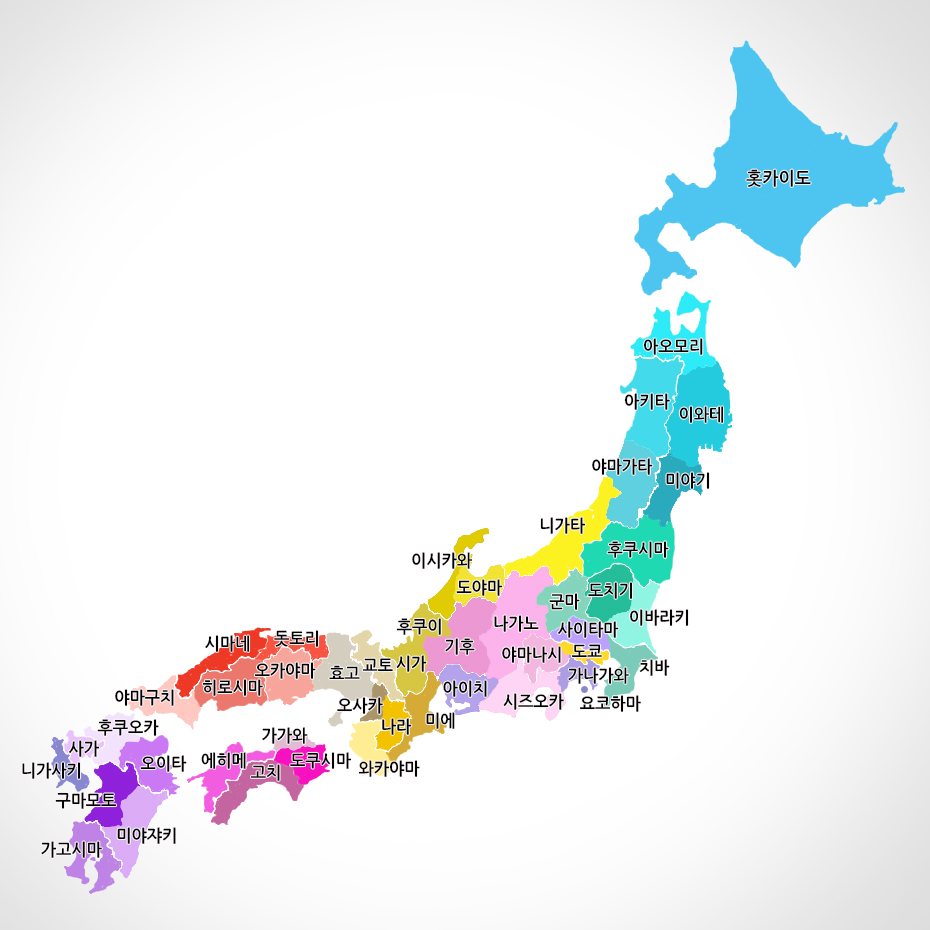 홋카이도
아오모리
아키타
이와테
야마가타
미야기
니가타
후쿠시마
이시카와
도야마
군마
도치기
이바라키
후쿠이
나가노
사이타마
시마네
돗토리
기후
야마나시
도쿄
치바
히로시마
오카야마
효고
교토
시가
아이치
가나가와
야마구치
오사카
나라
미에
시즈오카
요코하마
후쿠오카
사가
가가와
니가사키
오이타
에히메
고치
도쿠시마
와카야마
구마모토
미야쟈키
가고시마